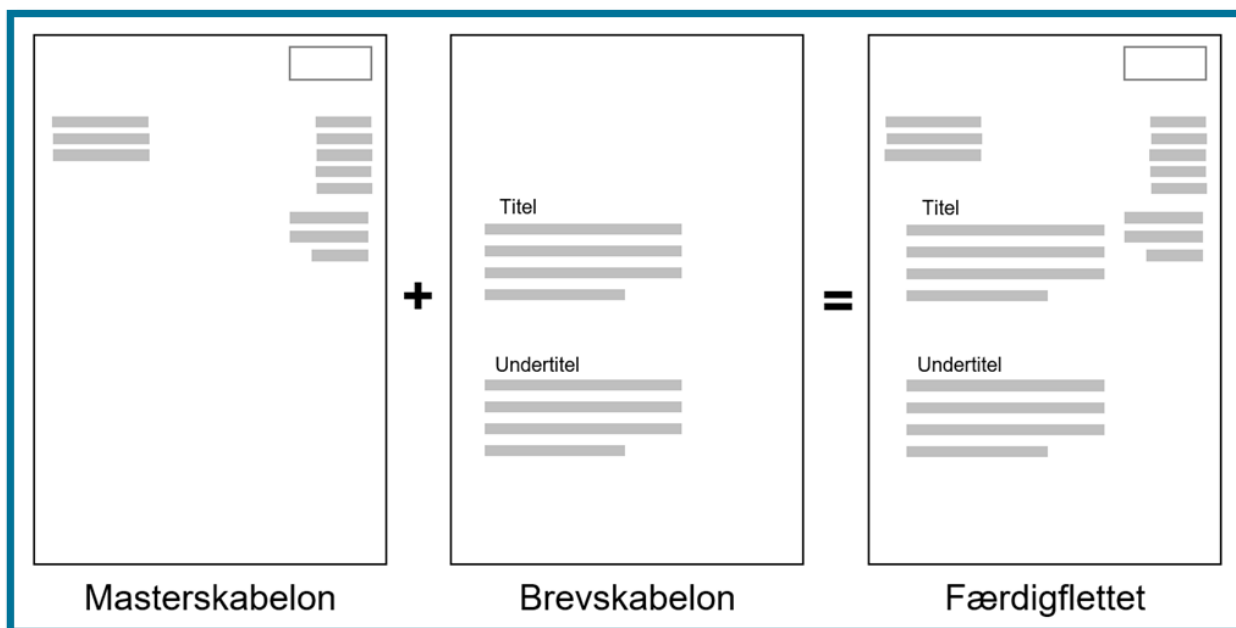 Titel
Undertitel
+
=
Titel
Undertitel
Masterskabelon
Brevskabelon
Færdigflettet